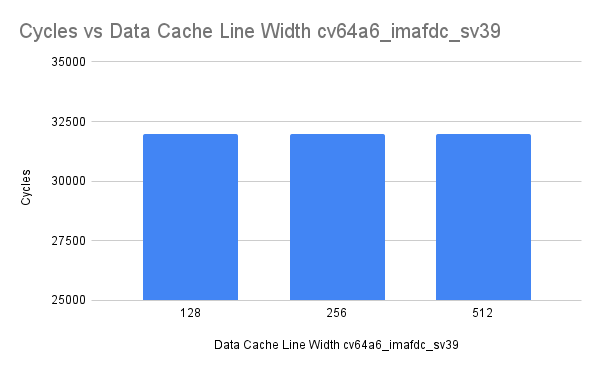 Cycles vs Data Cache Line Width cv64a6_imafdc_sv39
35000
32500
30000
27500
25000
Cycles
128 256 512
Data Cache Line Width cv64a6_imafdc_sv39